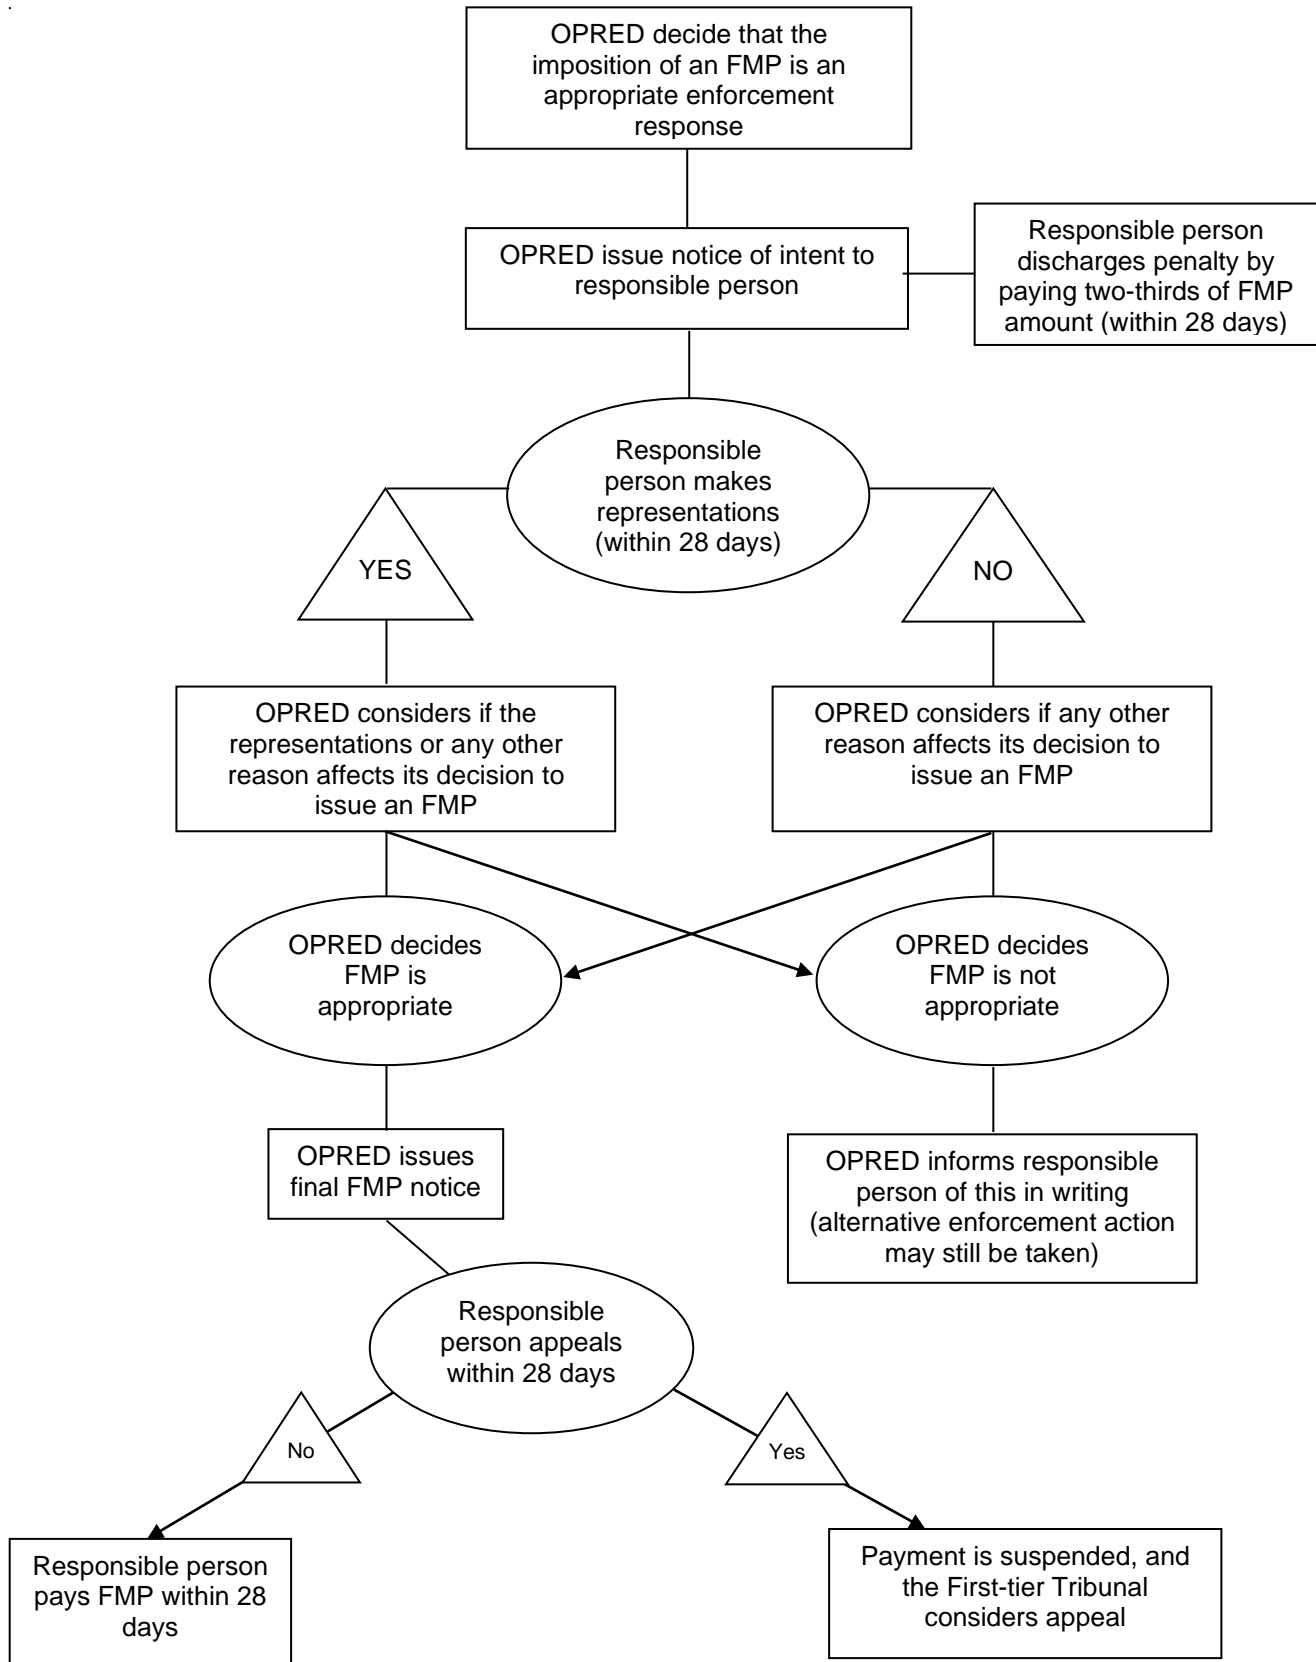 OPRED decide that the
imposition of an FMP is an
appropriate enforcement
response
OPRED issue notice of intent to
responsible person
Responsible person
discharges penalty by
paying two-thirds of FMP
amount (within 28 days)
Responsible
person makes
representations
(within 28 days)
YES
NO
OPRED considers if the
representations or any other
reason affects its decision to
issue an FMP
OPRED considers if any other
reason affects its decision to
issue an FMP
OPRED decides
FMP is
appropriate
OPRED decides
FMP is not
appropriate
OPRED issues
final FMP notice
OPRED informs responsible
person of this in writing
(alternative enforcement action
may still be taken)
Responsible
person appeals
within 28 days
No
Yes
Responsible person
pays FMP within 28
days
Payment is suspended, and
the First-tier Tribunal
considers appeal